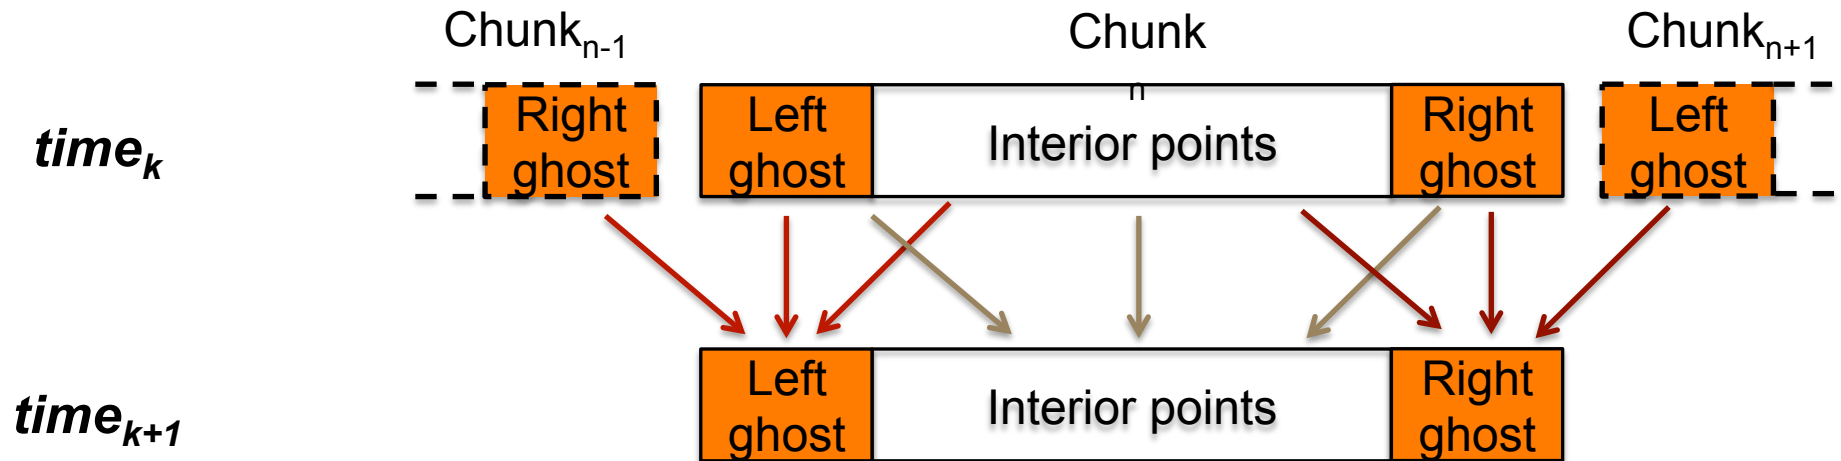 Chunkn-1
Chunk
n
Chunkn+1
timek
Right
ghost
Left
ghost
Interior points
Right
ghost
Left
ghost
timek+1
Left
ghost
Interior points
Right
ghost